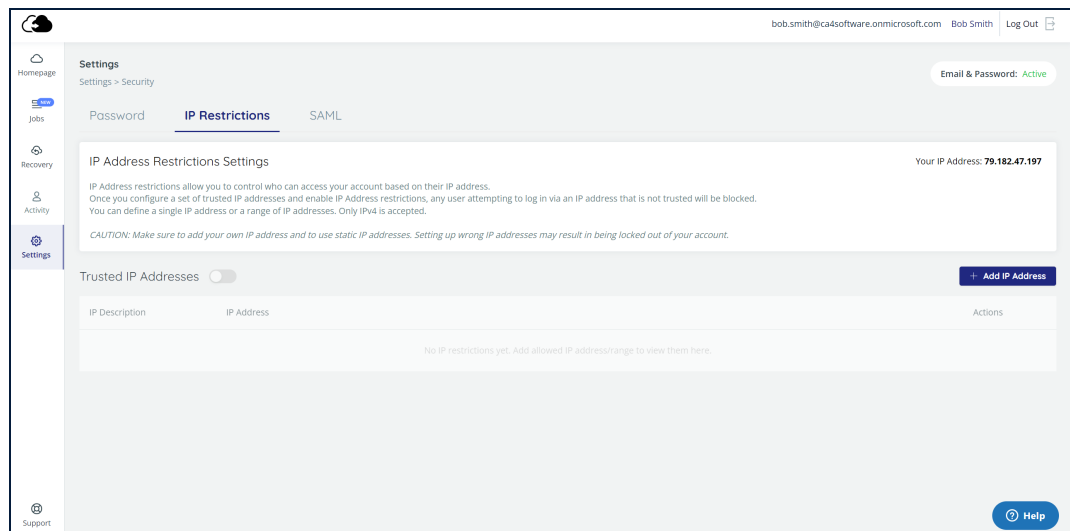 bob.smith@ca4software.onmicrosoft.com Bob Smith Log Out
Homepage
NEW
Jobs
Recovery
Activity
Settings
Support
Settings
Settings > Security
Email & Password: Active
Password IP Restrictions SAML
IP Address Restrictions Settings
Your IP Address: 79.182.47.197
IP Address restrictions allow you to control who can access your account based on their IP address.
Once you configure a set of trusted IP addresses and enable IP Address restrictions, any user attempting to log in via an IP address that is not trusted will be blocked.
You can define a single IP address or a range of IP addresses. Only IPv4 is accepted.
CAUTION: Make sure to add your own IP address and to use static IP addresses. Setting up wrong IP addresses may result in being locked out of your account.
Trusted IP Addresses
+ Add IP Address
IP Description IP Address Actions
No IP restrictions yet. Add allowed IP address/range to view them here.
? Help